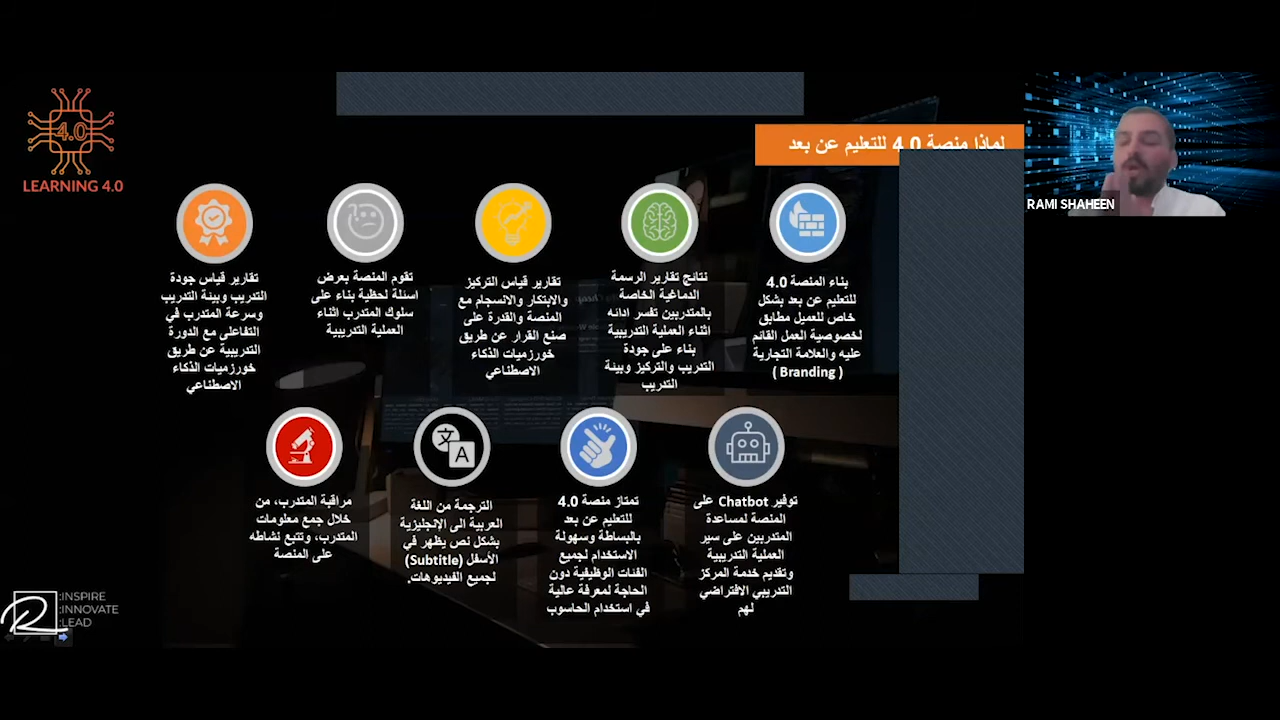 4.0
LEARNING 4.0
لماذا منصة 4.0 للتعليم عن بعد
RAMI SHAHEEN
بناء المنصة 4.0
للتعليم عن بعد بشكل
خاص للعميل مطابق
لخصوصية العمل القائم
عليه والعلامة التجارية
( Branding )
نتائج تقارير الرسمة
الدماغية الخاصة
بالمتدربين تفسر ادائه
اثناء العملية التدريبية
بناء على جودة
التدريب والتركيز وبيئة
التدريب
تقارير قياس التركيز
والابتكار والانسجام مع
المنصة والقدرة على
صنع القرار عن طريق
خورزميات الذكاء
الاصطناعي
تقوم المنصة بعرض
اسئلة لحظية بناء على
سلوك المتدرب اثناء
العملية التدريبية
تقارير قياس جودة
التدريب وبيئة التدريب
وسرعة المتدرب في
التفاعلي مع الدورة
التدريبية عن طريق
خورزميات الذكاء
الاصطناعي
توفير Chatbot على
المنصة لمساعدة
المتدربين على سير
العملية التدريبية
وتقديم خدمة المركز
التدريبي الافتراضي
لهم
تمتاز منصة 4.0
للتعليم عن بعد
بالبساطة وسهولة
الاستخدام لجميع
الفئات الوظيفية دون
الحاجة لمعرفة عالية
في استخدام الحاسوب
文
A
الترجمة من اللغة
العربية الى الإنجليزية
بشكل نص يظهر في
الأسفل (Subtitle)
لجميع الفيديوهات.
مراقبة المتدرب، من
خلال جمع معلومات
المتدرب، وتتبع نشاطه
على المنصة
:INSPIRE
:INNOVATE
:LEAD